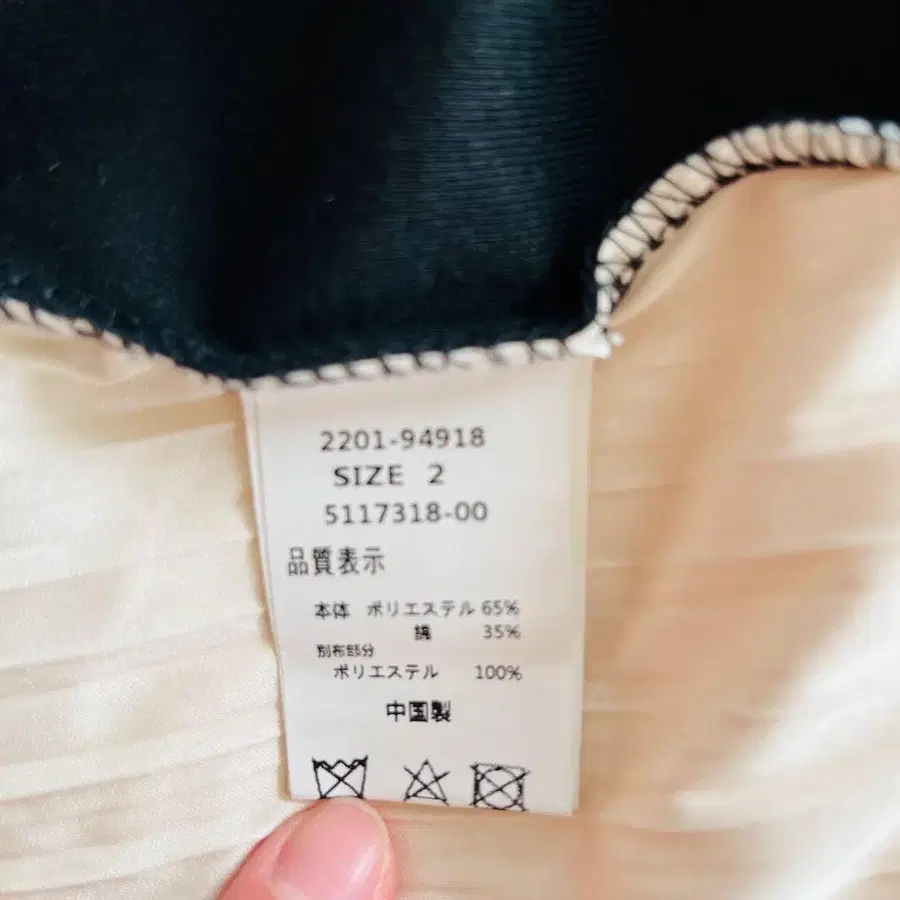 2201-94918
SIZE 2
5117318-00
品質表示
本体 ポリエステル 65%
綿 35%
別布部分
ポリエステル 100%
中国製